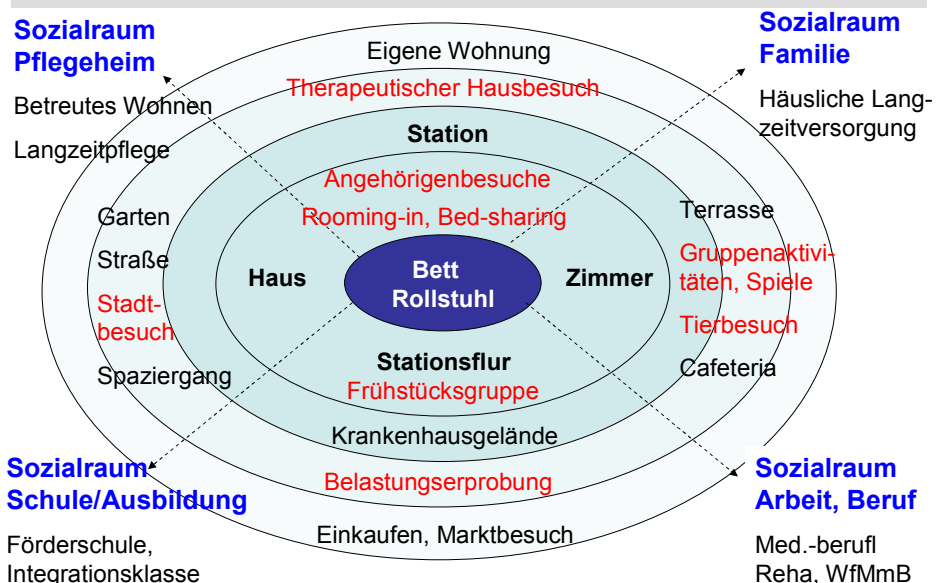 Sozialraum
Pflegeheim
Betreutes Wohnen
Langzeitpflege
Eigene Wohnung
Therapeutischer Hausbesuch
Sozialraum
Familie
Häusliche Lang-
zeitversorgung
Station
Angehörigenbesuche
Rooming-in, Bed-sharing
Garten
Straße
Stadt-
besuch
Spaziergang
Haus
Bett
Rollstuhl
Zimmer
Terrasse
Gruppenaktivi-
täten, Spiele
Tierbesuch
Cafeteria
Stationsflur
Frühstücksgruppe
Krankenhausgelände
Belastungserprobung
Einkaufen, Marktbesuch
Sozialraum
Schule/Ausbildung
Förderschule,
Integrationsklasse
Sozialraum
Arbeit, Beruf
Med.-berufl
Reha, WfMmB